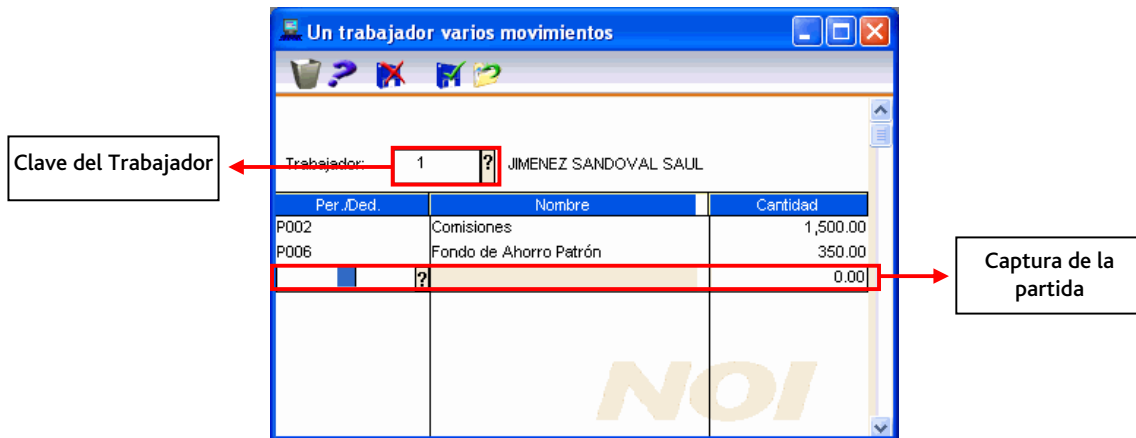 Un trabajador varios movimientos
Clave del Trabajador
Trabajador: 1 ? JIMENEZ SANDOVAL SAUL
Per./Ded. Nombre Cantidad
P002 Comisiones 1,500.00
P006 Fondo de Ahorro Patrón 350.00
? 0.00
Captura de la
partida
NOI